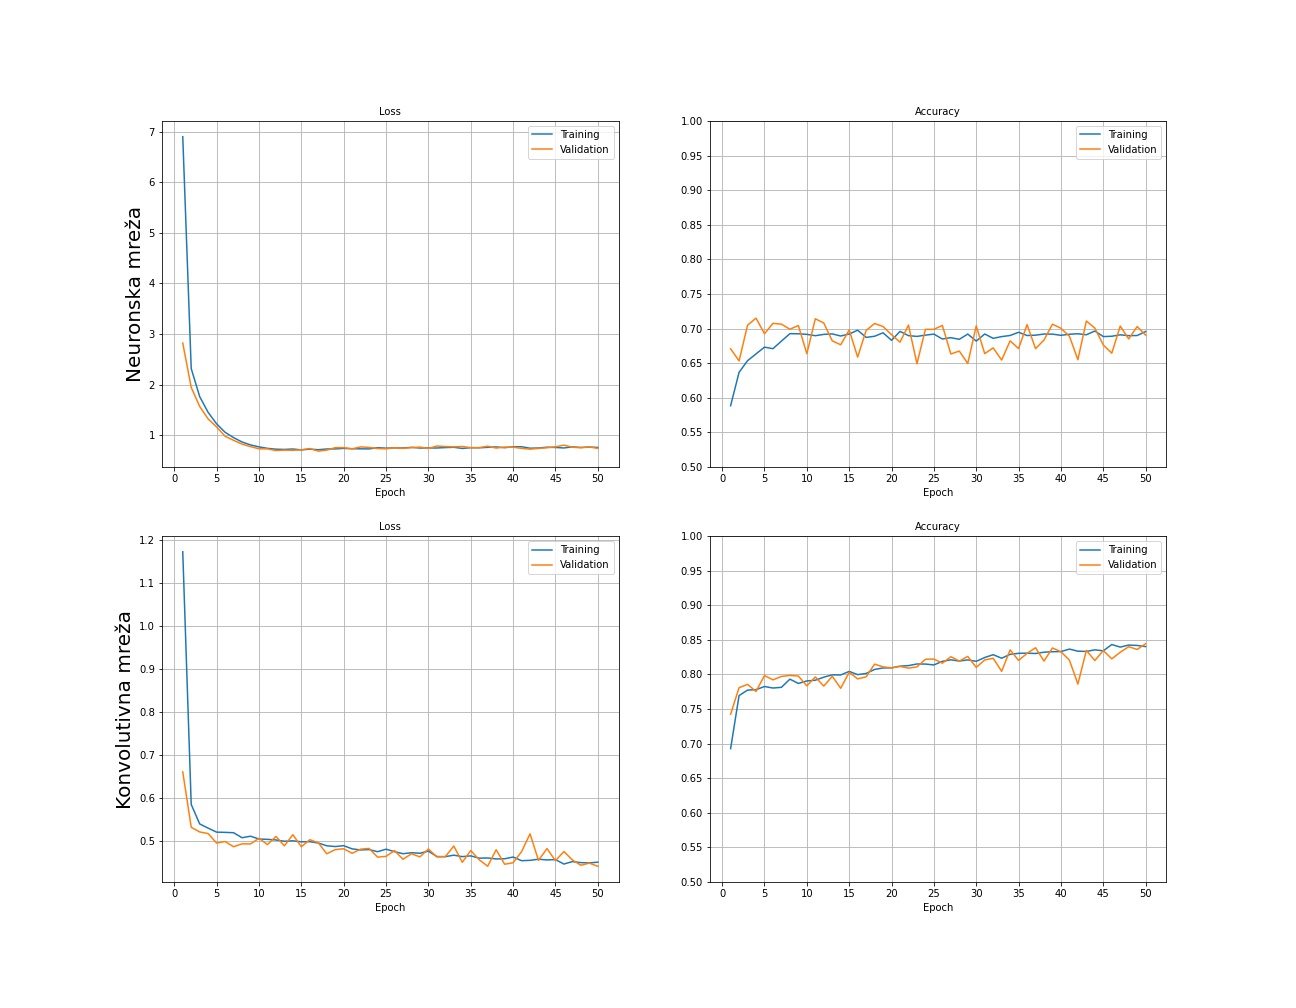 Loss
Training
Validation
7
6
5
4
3
2
1
0 5 10 15 20 25 30 35 40 45 50
Epoch
Neuronska mreža
Accuracy
Training
Validation
1.00
0.95
0.90
0.85
0.80
0.75
0.70
0.65
0.60
0.55
0.50
0 5 10 15 20 25 30 35 40 45 50
Epoch
Loss
Training
Validation
1.2
1.1
1.0
0.9
0.8
0.7
0.6
0.5
0 5 10 15 20 25 30 35 40 45 50
Epoch
Konvolutivna mreža
Accuracy
Training
Validation
1.00
0.95
0.90
0.85
0.80
0.75
0.70
0.65
0.60
0.55
0.50
0 5 10 15 20 25 30 35 40 45 50
Epoch